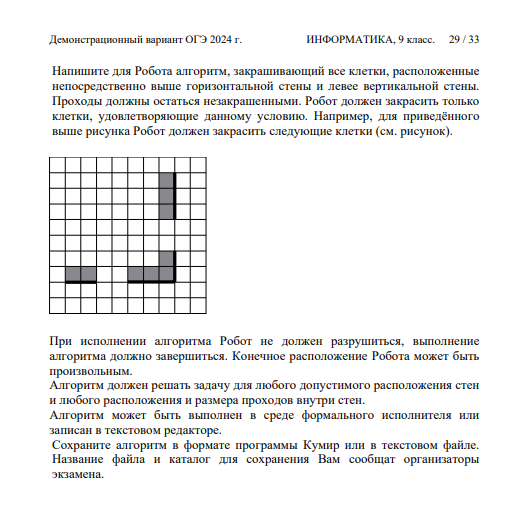 Демонстрационный вариант ОГЭ 2024 г. ИНФОРМАТИКА, 9 класс. 29 / 33
Напишите для Робота алгоритм, закрашивающий все клетки, расположенные
непосредственно выше горизонтальной стены и левее вертикальной стены.
Проходы должны остаться незакрашенными. Робот должен закрасить только
клетки, удовлетворяющие данному условию. Например, для приведённого
выше рисунка Робот должен закрасить следующие клетки (см. рисунок).
При исполнении алгоритма Робот не должен разрушиться, выполнение
алгоритма должно завершиться. Конечное расположение Робота может быть
произвольным.
Алгоритм должен решать задачу для любого допустимого расположения стен
и любого расположения и размера проходов внутри стен.
Алгоритм может быть выполнен в среде формального исполнителя или
записан в текстовом редакторе.
Сохраните алгоритм в формате программы Кумир или в текстовом файле.
Название файла и каталог для сохранения Вам сообщат организаторы
экзамена.